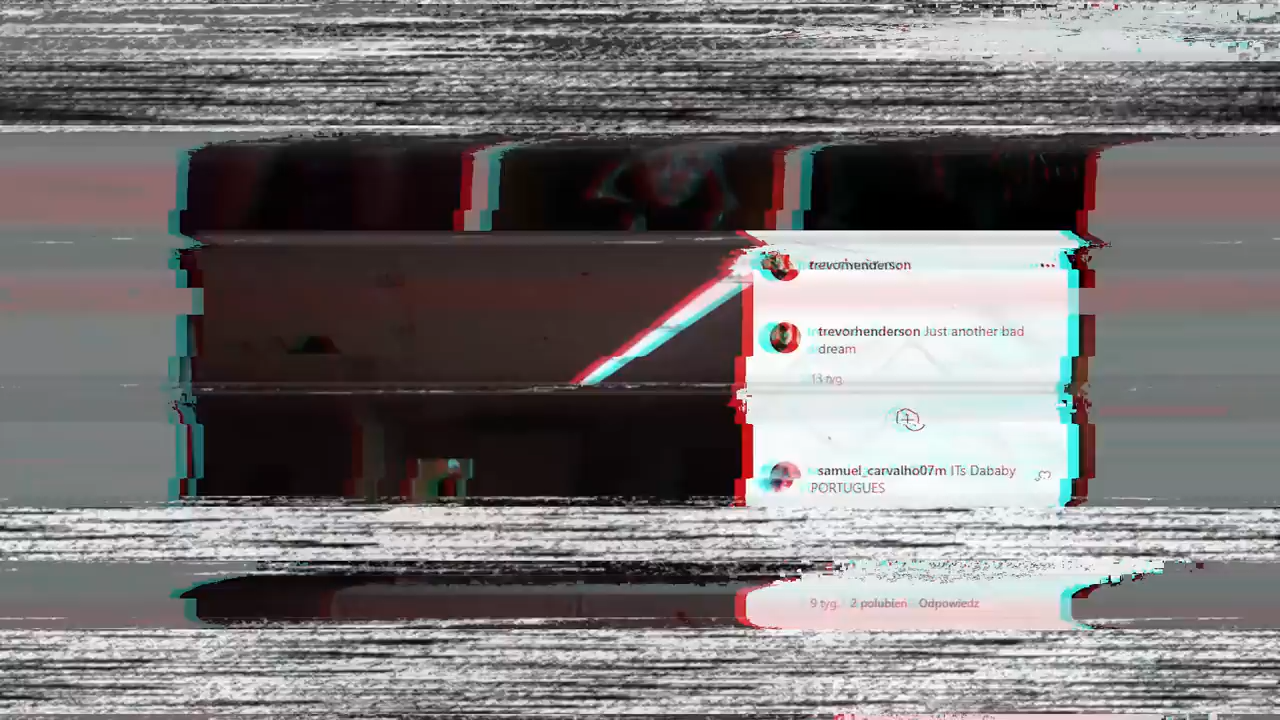 trevorhenderson
trevorhenderson Just another bad
dream
13 tyg.
samuel_carvalho07m ITs Dababy
PORTUGUES
9 tyg. 2 polubień Odpowiedz